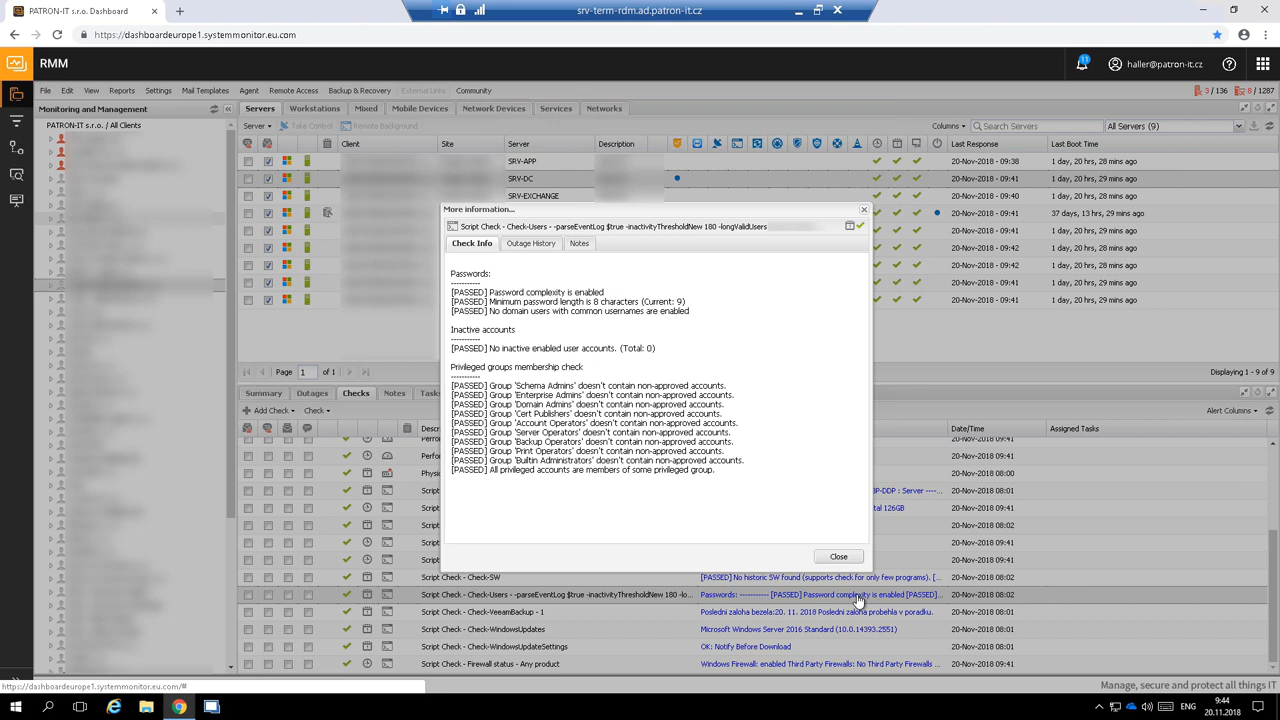 PATRON-IT s.r.o. Dashboard
srv-term-rdm.ad.patron-it.cz
https://dashboardeurope1.systemmonitor.eu.com
RMM
11
haller@patron-it.cz
File Edit View Reports Settings Mail Templates Agent Remote Access Backup & Recovery External Links Community
3 / 136
8 / 1287
Monitoring and Management
Servers Workstations Mixed Mobile Devices Network Devices Services Networks
PATRON-IT s.r.o. / All Clients
Server Take Control Remote Background
Columns Search Servers All Servers (9)
Client Site Server Description Last Response Last Boot Time
SRV-APP 20-Nov-2018 - 09:38 1 day, 20 hrs, 28 mins ago
SRV-DC 20-Nov-2018 - 09:41 1 day, 20 hrs, 28 mins ago
SRV-EXCHANGE 20-Nov-2018 - 09:40 1 day, 20 hrs, 28 mins ago
20-Nov-2018 - 09:41 37 days, 13 hrs, 29 mins ago
20-Nov-2018 - 09:41 1 day, 20 hrs, 29 mins ago
20-Nov-2018 - 09:42 1 day, 20 hrs, 29 mins ago
20-Nov-2018 - 09:42 1 day, 20 hrs, 29 mins ago
20-Nov-2018 - 09:41 1 day, 20 hrs, 29 mins ago
20-Nov-2018 - 09:41 1 day, 20 hrs, 29 mins ago
More information...
Script Check - Check-Users - -parseEventLog $true -inactivityThresholdNew 180 -longValidUsers
Check Info Outage History Notes
Passwords:
-----------
[PASSED] Password complexity is enabled
[PASSED] Minimum password length is 8 characters (Current: 9)
[PASSED] No domain users with common usernames are enabled
Inactive accounts
-----------
[PASSED] No inactive enabled user accounts. (Total: 0)
Privileged groups membership check
-----------
[PASSED] Group 'Schema Admins' doesn't contain non-approved accounts.
[PASSED] Group 'Enterprise Admins' doesn't contain non-approved accounts.
[PASSED] Group 'Domain Admins' doesn't contain non-approved accounts.
[PASSED] Group 'Cert Publishers' doesn't contain non-approved accounts.
[PASSED] Group 'Account Operators' doesn't contain non-approved accounts.
[PASSED] Group 'Server Operators' doesn't contain non-approved accounts.
[PASSED] Group 'Backup Operators' doesn't contain non-approved accounts.
[PASSED] Group 'Print Operators' doesn't contain non-approved accounts.
[PASSED] Group 'Builtin Administrators' doesn't contain non-approved accounts.
[PASSED] All privileged accounts are members of some privileged group.
Close
Page 1 of 1
Displaying 1 - 9 of 9
Summary Outages Checks Notes Tasks
Add Check Check
Alert Columns
Desc Date/Time Assigned Tasks
Perfor 20-Nov-2018 09:41
Perfor 20-Nov-2018 09:41
Physi 20-Nov-2018 08:00
Script BP-DDP : Server ----... 20-Nov-2018 08:01
Script tal 126GB 20-Nov-2018 09:41
Script 20-Nov-2018 08:02
Script 20-Nov-2018 09:41
Script 20-Nov-2018 09:41
Script Check - Check-SW [PASSED] No historic SW found (supports check for only few programs). [... 20-Nov-2018 08:02
Script Check - Check-Users - -parseEventLog $true -inactivityThresholdNew 180 -lo... Passwords: ----------- [PASSED] Password complexity is enabled [PASSED]... 20-Nov-2018 08:02
Script Check - Check-VeeamBackup - 1 Posledni zaloha bezela:20. 11. 2018 Posledni zaloha probehla v poradku. 20-Nov-2018 08:01
Script Check - Check-WindowsUpdates Microsoft Windows Server 2016 Standard (10.0.14393.2551) 20-Nov-2018 08:01
Script Check - Check-WindowsUpdateSettings OK: Notify Before Download 20-Nov-2018 08:01
Script Check - Firewall status - Any product Windows Firewall: enabled Third Party Firewalls: No Third Party Firewalls ... 20-Nov-2018 09:41
https://dashboardeurope1.systemmonitor.eu.com/#
Manage, secure and protect all things IT
9:44
20.11.2018